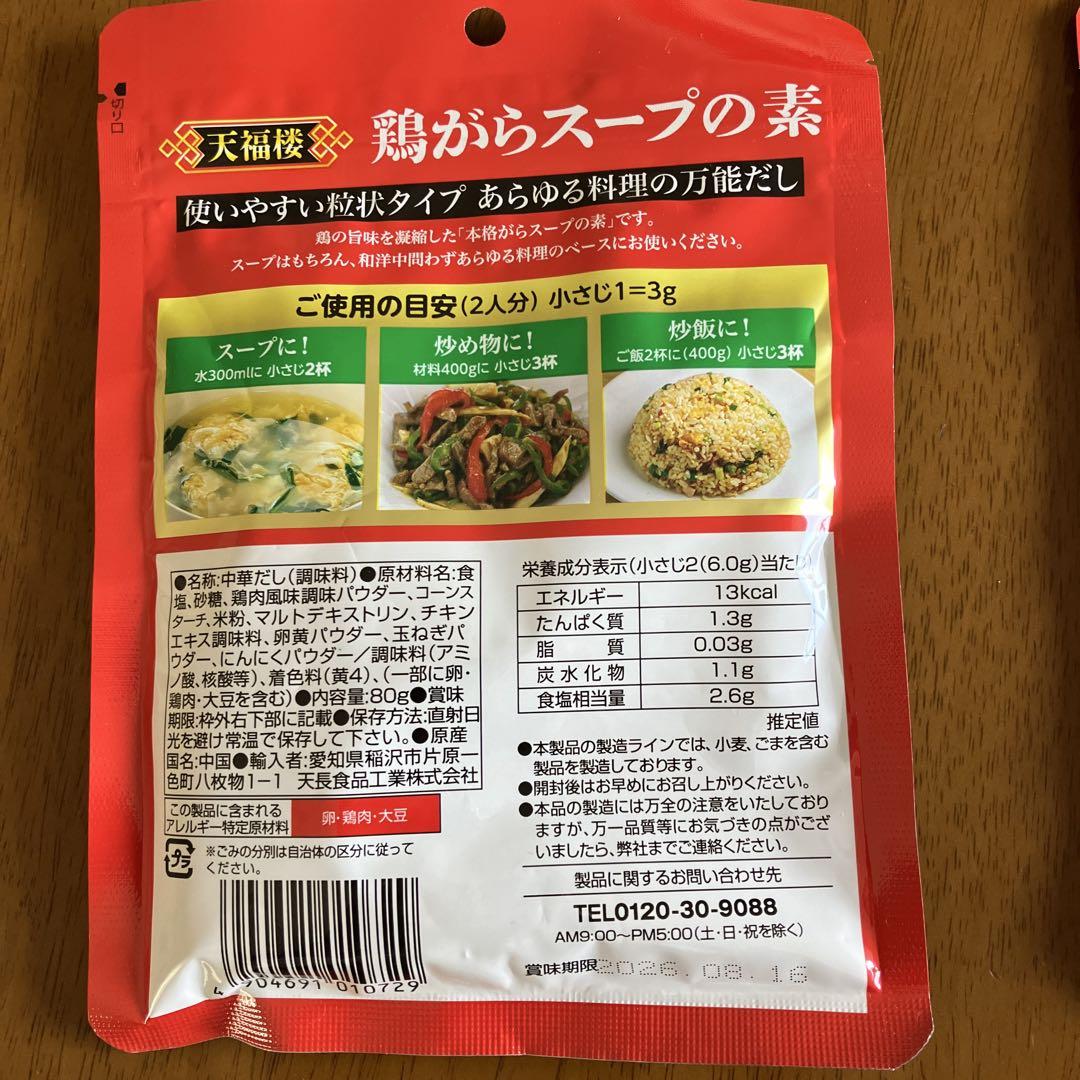 切り口
天福楼
鶏がらスープの素
使いやすい粒状タイプ あらゆる料理の万能だし
鶏の旨味を凝縮した「本格がらスープの素」です。
スープはもちろん、和洋中問わずあらゆる料理のベースにお使いください。
ご使用の目安(2人分) 小さじ1=3g
スープに!
水300mlに 小さじ2杯
炒め物に!
材料400gに 小さじ3杯
炒飯に!
ご飯2杯に(400g) 小さじ3杯
●名称:中華だし(調味料)●原材料名:食
塩、砂糖、鶏肉風味調味パウダー、コーンス
ターチ、米粉、マルトデキストリン、チキン
エキス調味料、卵黄パウダー、玉ねぎパ
ウダー、にんにくパウダー/調味料(アミ
ノ酸、核酸等)、着色料(黄4)、(一部に卵・
鶏肉・大豆を含む)●内容量:80g●賞味
期限:枠外右下部に記載●保存方法:直射日
光を避け常温で保存して下さい。●原産
国名:中国●輸入者:愛知県稲沢市片原一
色町八枚物1-1 天長食品工業株式会社
この製品に含まれる
アレルギー特定原材料
卵・鶏肉・大豆
プラ
※ごみの分別は自治体の区分に従って
ください。
4 904691 010729
栄養成分表示(小さじ2(6.0g)当たり)
エネルギー 13kcal
たんぱく質 1.3g
脂質 0.03g
炭水化物 1.1g
食塩相当量 2.6g
推定値
●本製品の製造ラインでは、小麦、ごまを含む
製品を製造しております。
●開封後はお早めにお召し上がりください。
●本品の製造には万全の注意をいたしており
ますが、万一品質等にお気づきの点がござ
いましたら、弊社までご連絡ください。
製品に関するお問い合わせ先
TEL0120-30-9088
AM9:00~PM5:00(土・日・祝を除く)
賞味期限 2026.08.16